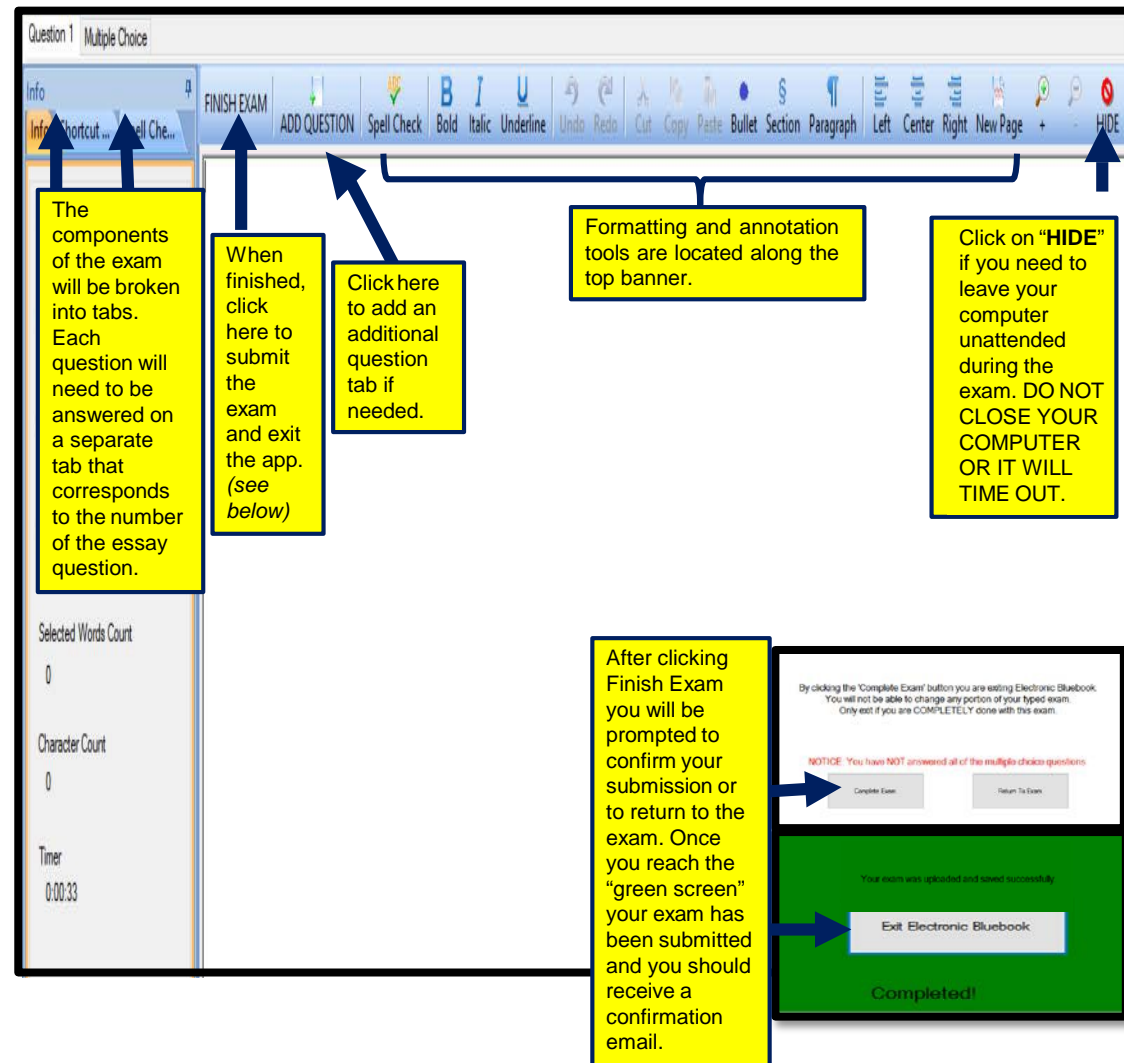 Question 1 Multiple Choice
Info
Info Shortcut ... Spell Che...
FINISH EXAM ADD QUESTION Spell Check Bold Italic Underline Undo Redo Cut Copy Paste Bullet Section Paragraph Left Center Right New Page + - HIDE
The
components
of the exam
will be broken
into tabs.
Each
question will
need to be
answered on
a separate
tab that
corresponds
to the number
of the essay
question.
When
finished,
click
here to
submit
the
exam
and exit
the app.
(see
below)
Click here
to add an
additional
question
tab if
needed.
Formatting and annotation
tools are located along the
top banner.
Click on “HIDE”
if you need to
leave your
computer
unattended
during the
exam. DO NOT
CLOSE YOUR
COMPUTER
OR IT WILL
TIME OUT.
Selected Words Count
0
Character Count
0
Timer
0:00:33
After clicking
Finish Exam
you will be
prompted to
confirm your
submission or
to return to the
exam. Once
you reach the
“green screen”
your exam has
been submitted
and you should
receive a
confirmation
email.
By clicking the 'Complete Exam' button you are exiting Electronic Bluebook.
You will not be able to change any portion of your typed exam.
Only exit if you are COMPLETELY done with this exam.
NOTICE: You have NOT answered all of the multiple choice questions
Complete Exam Return To Exam
Your exam was uploaded and saved successfully
Exit Electronic Bluebook
Completed!